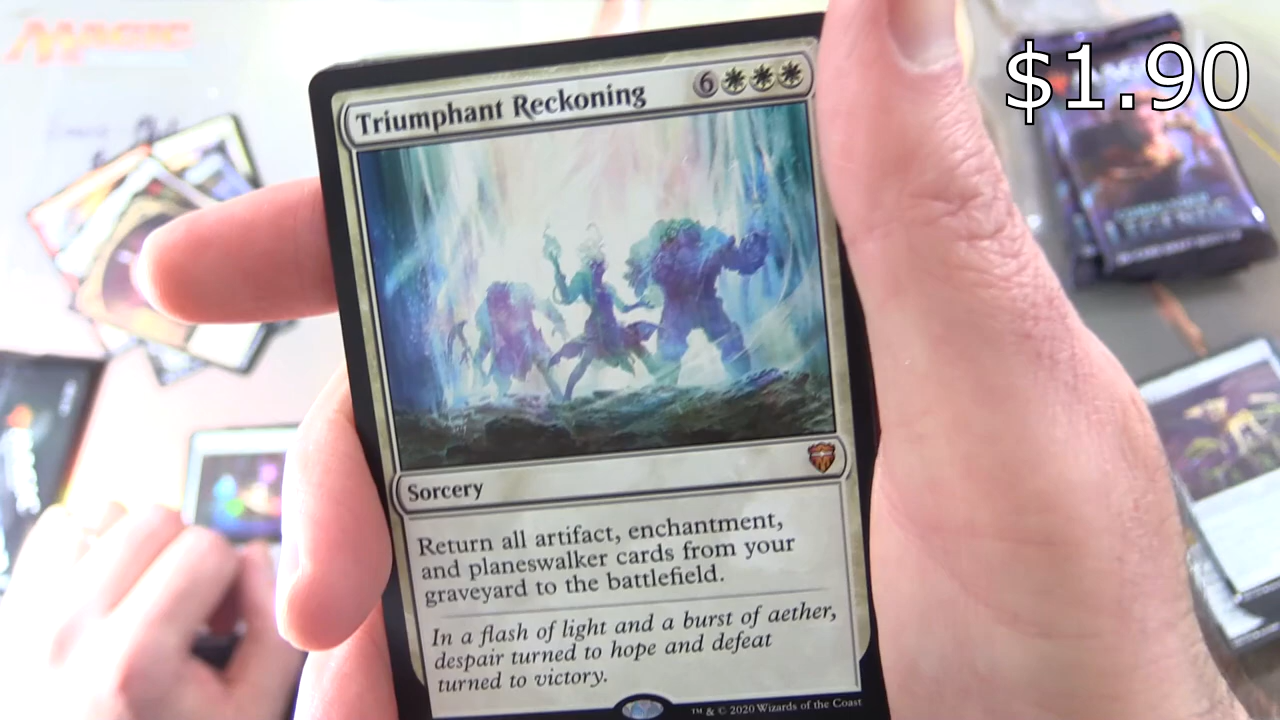 MAGIC
$1.90
Triumphant Reckoning 6
Sorcery
Return all artifact, enchantment,
and planeswalker cards from your
graveyard to the battlefield.
In a flash of light and a burst of aether,
despair turned to hope and defeat
turned to victory.
™ & © 2020 Wizards of the Coast
LEGENDS